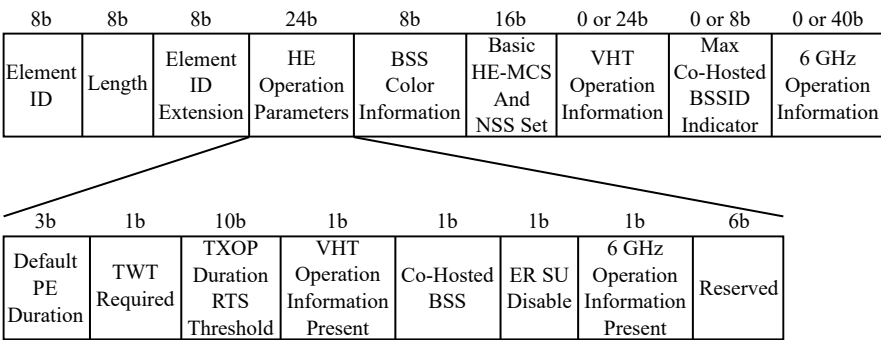 8b 8b 8b 24b 8b 16b 0 or 24b 0 or 8b 0 or 40b
Element
ID
Length
Element
ID
Extension
HE
Operation
Parameters
BSS
Color
Information
Basic
HE-MCS
And
NSS Set
VHT
Operation
Information
Max
Co-Hosted
BSSID
Indicator
6 GHz
Operation
Information
3b 1b 10b 1b 1b 1b 1b 6b
Default
PE
Duration
TWT
Required
TXOP
Duration
RTS
Threshold
VHT
Operation
Information
Present
Co-Hosted
BSS
ER SU
Disable
6 GHz
Operation
Information
Present
Reserved